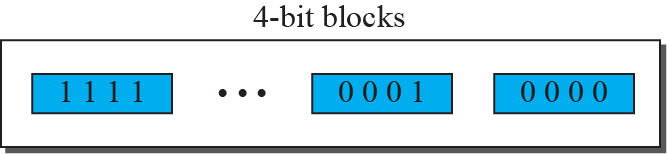 4-bit blocks
1 1 1 1 ••• 0 0 0 1 0 0 0 0